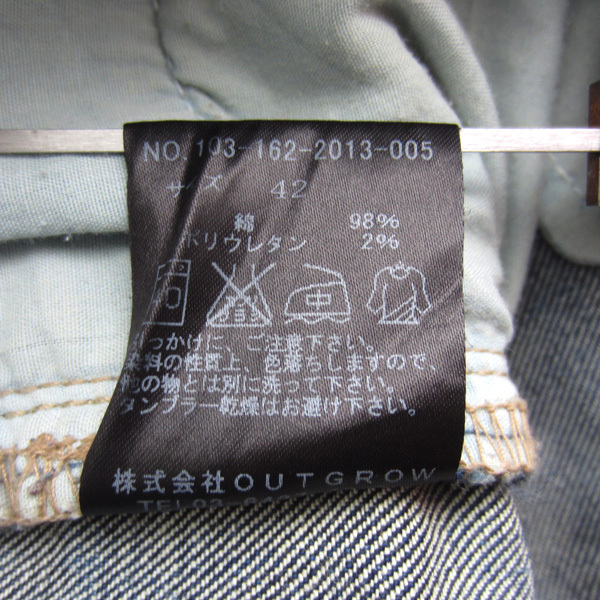 NO.103-162-2013-005
サイズ 42
綿 98%
ポリウレタン 2%
中
っかけに、ご注意下さい。
染料の性質上、色落ちしますので、
他の物とは別に洗って下さい。
タンブラー乾燥はお避け下さい。
株式会社OUTGROW